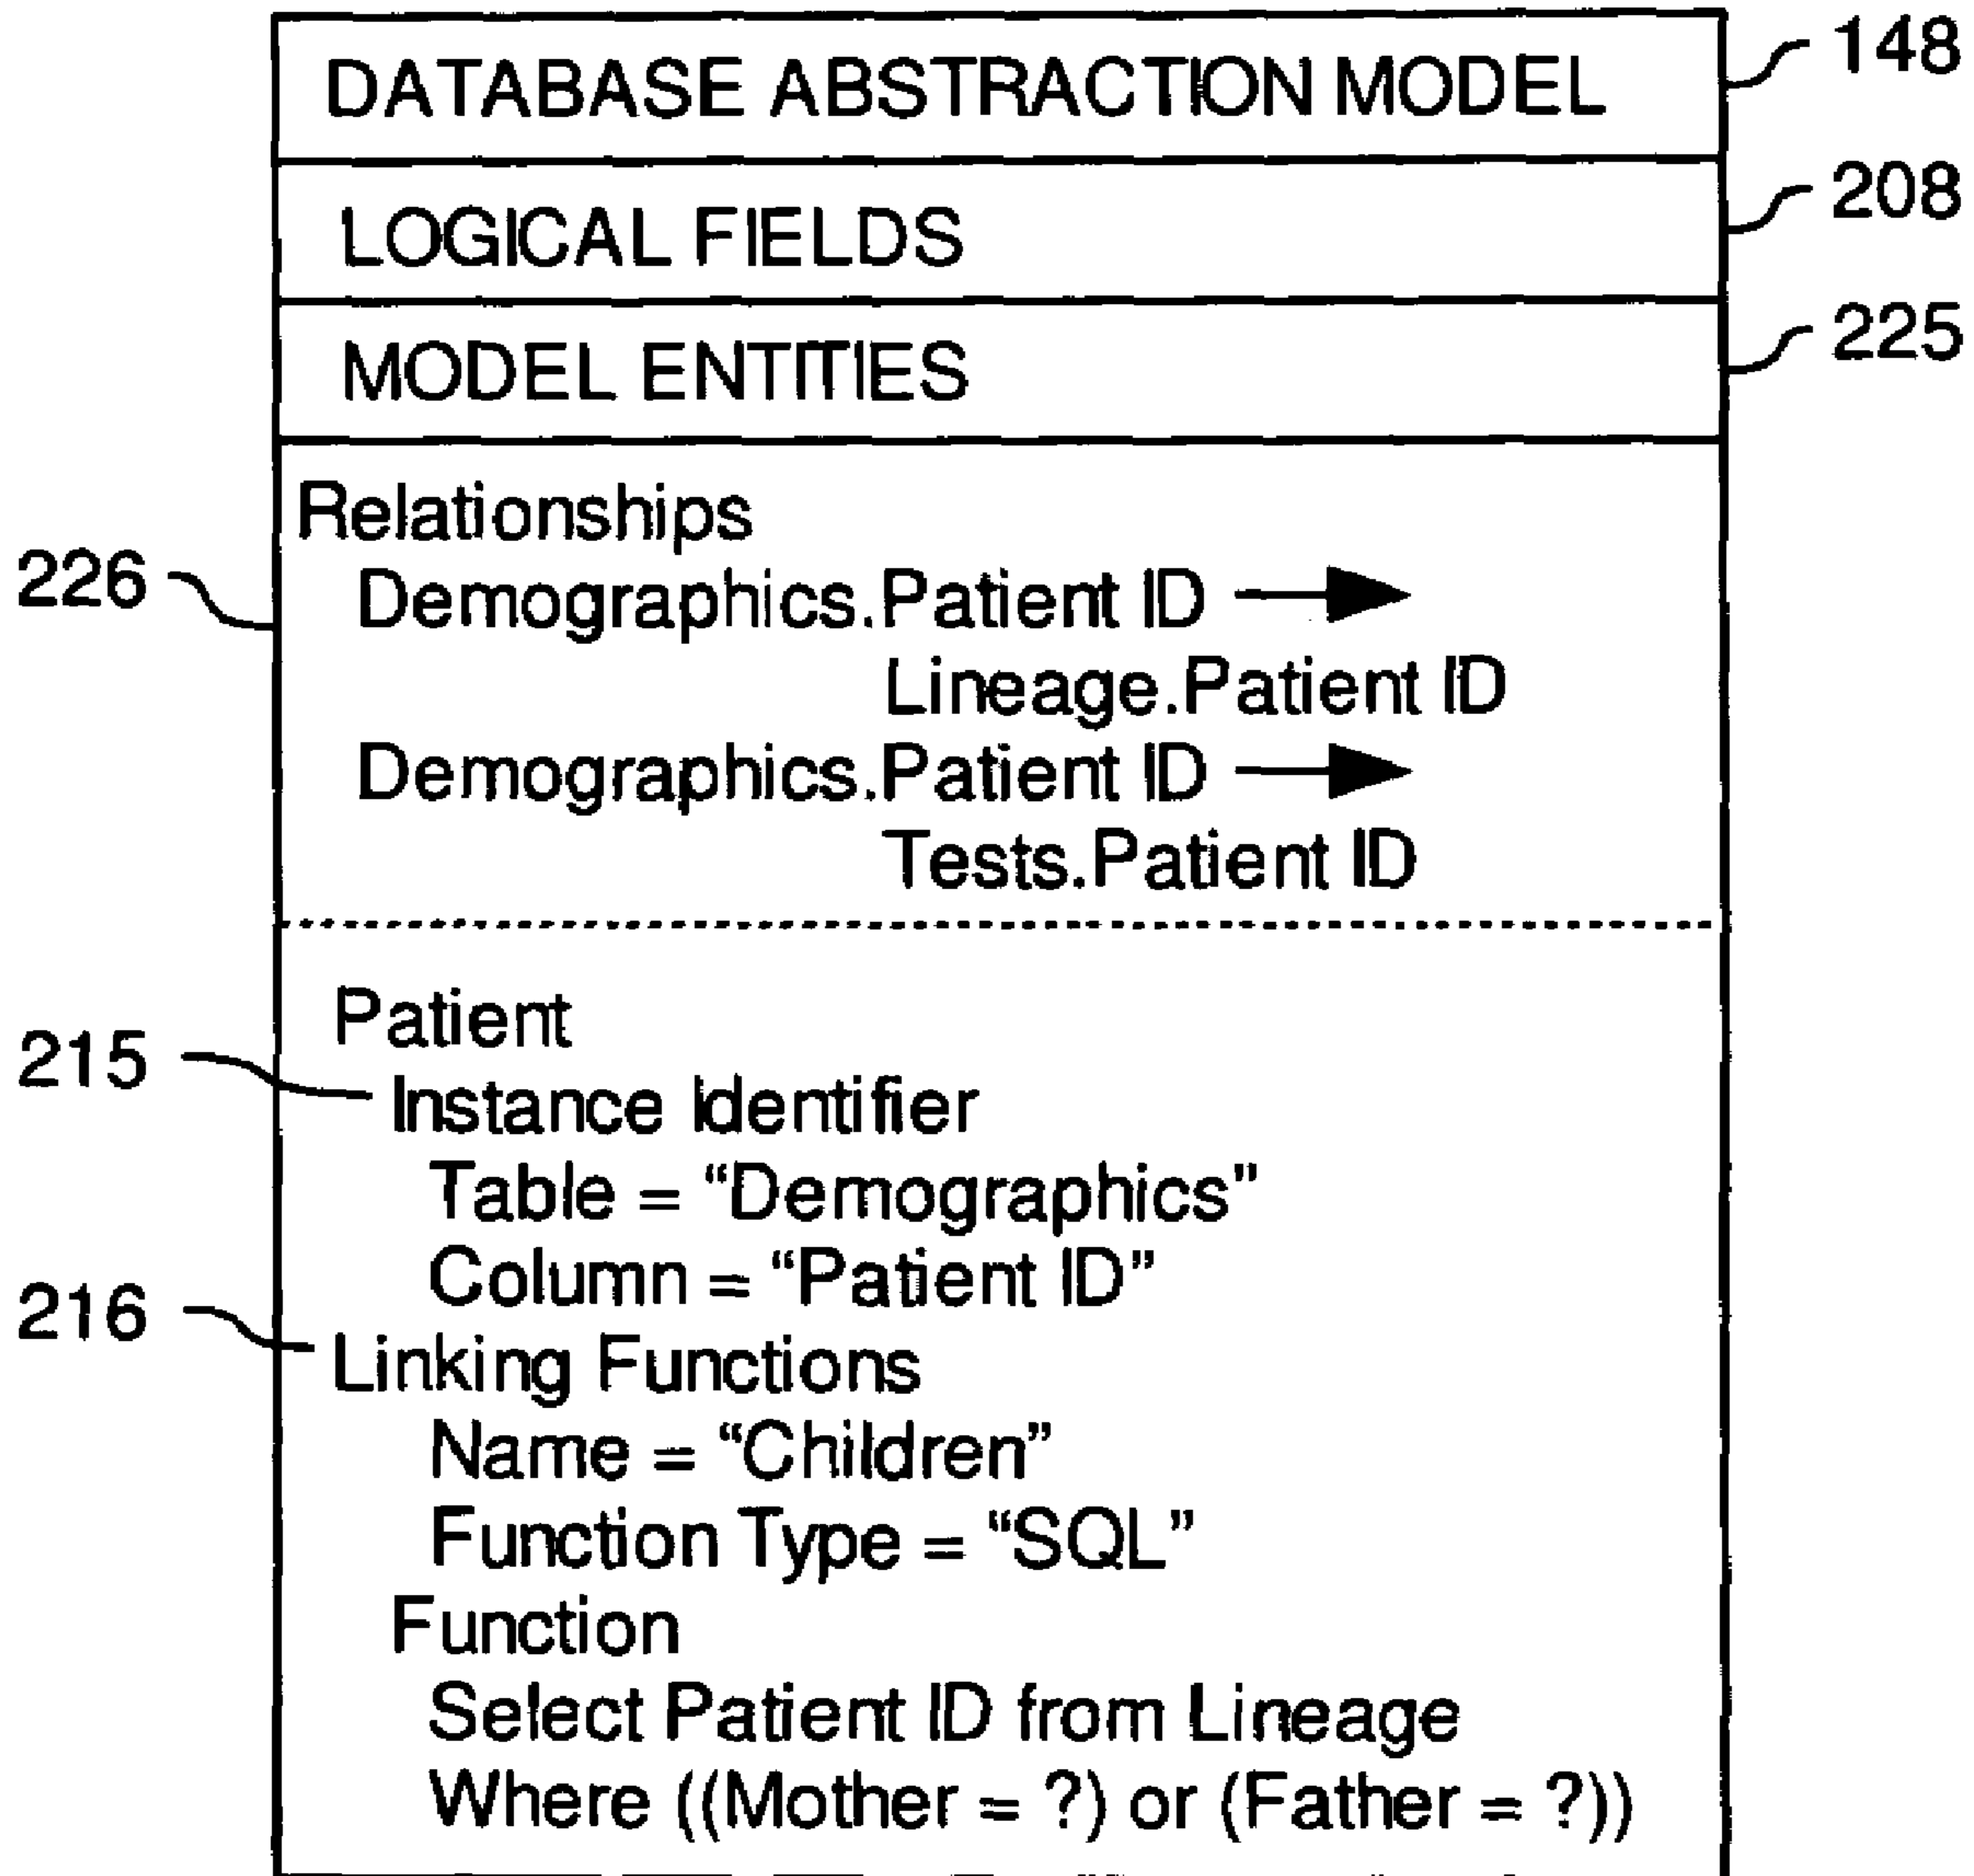 DATABASE ABSTRACTION MODEL
148
LOGICAL FIELDS
208
MODEL ENTITIES
225
Relationships
226
Demographics.Patient ID
Lineage.Patient ID
Demographics.Patient ID
Tests.Patient ID
Patient
215
Instance Identifier
Table = “Demographics”
Column = “Patient ID”
216
Linking Functions
Name = “Children”
Function Type = “SQL”
Function
Select Patient ID from Lineage
Where ((Mother = ?) or (Father = ?))